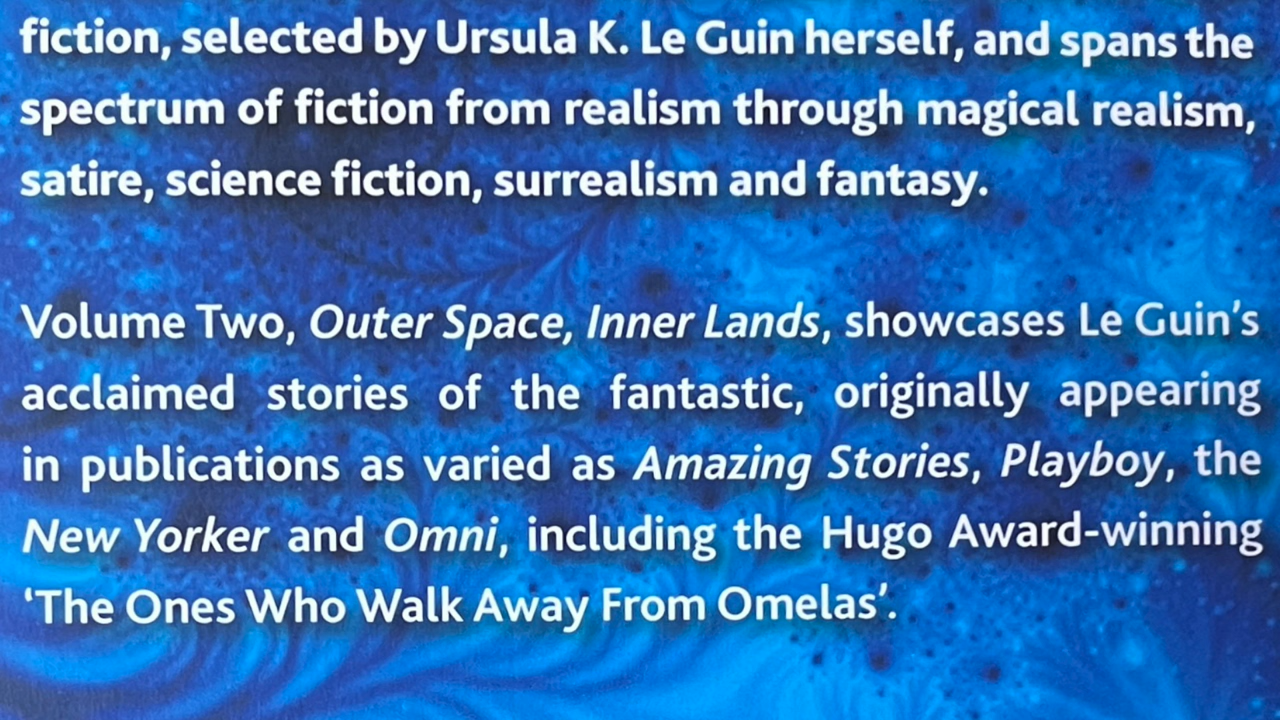 fiction, selected by Ursula K. Le Guin herself, and spans the
spectrum of fiction from realism through magical realism,
satire, science fiction, surrealism and fantasy.
Volume Two, Outer Space, Inner Lands, showcases Le Guin’s
acclaimed stories of the fantastic, originally appearing
in publications as varied as Amazing Stories, Playboy, the
New Yorker and Omni, including the Hugo Award-winning
‘The Ones Who Walk Away From Omelas’.